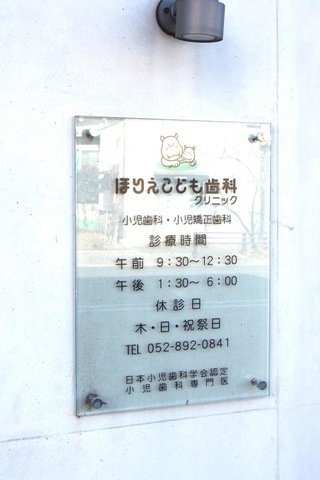 ほりえこども歯科
クリニック
小児歯科・小児矯正歯科
診療時間
午前 9：30〜12：30
午後 1：30〜 6：00
休診日
木・日・祝祭日
TEL 052-892-0841
日本小児歯科学会認定
小児歯科専門医